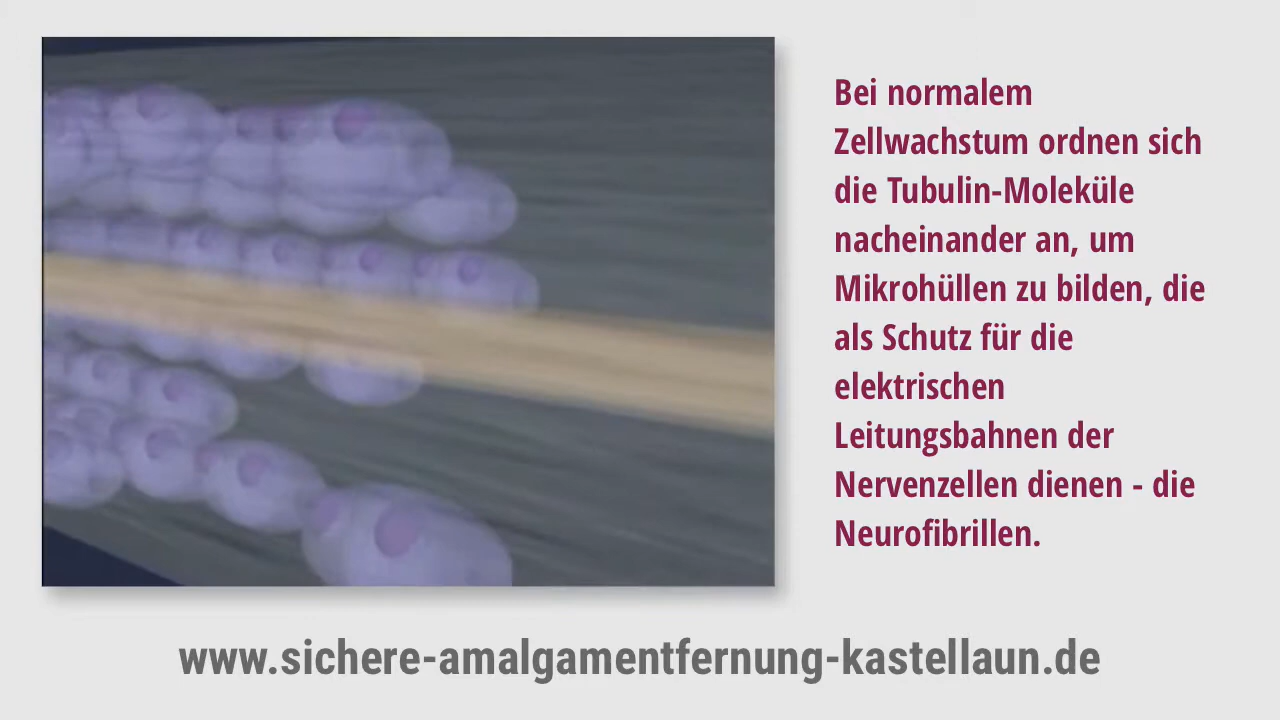 Bei normalem
Zellwachstum ordnen sich
die Tubulin-Moleküle
nacheinander an, um
Mikrohüllen zu bilden, die
als Schutz für die
elektrischen
Leitungsbahnen der
Nervenzellen dienen - die
Neurofibrillen.
www.sichere-amalgamentfernung-kastellaun.de